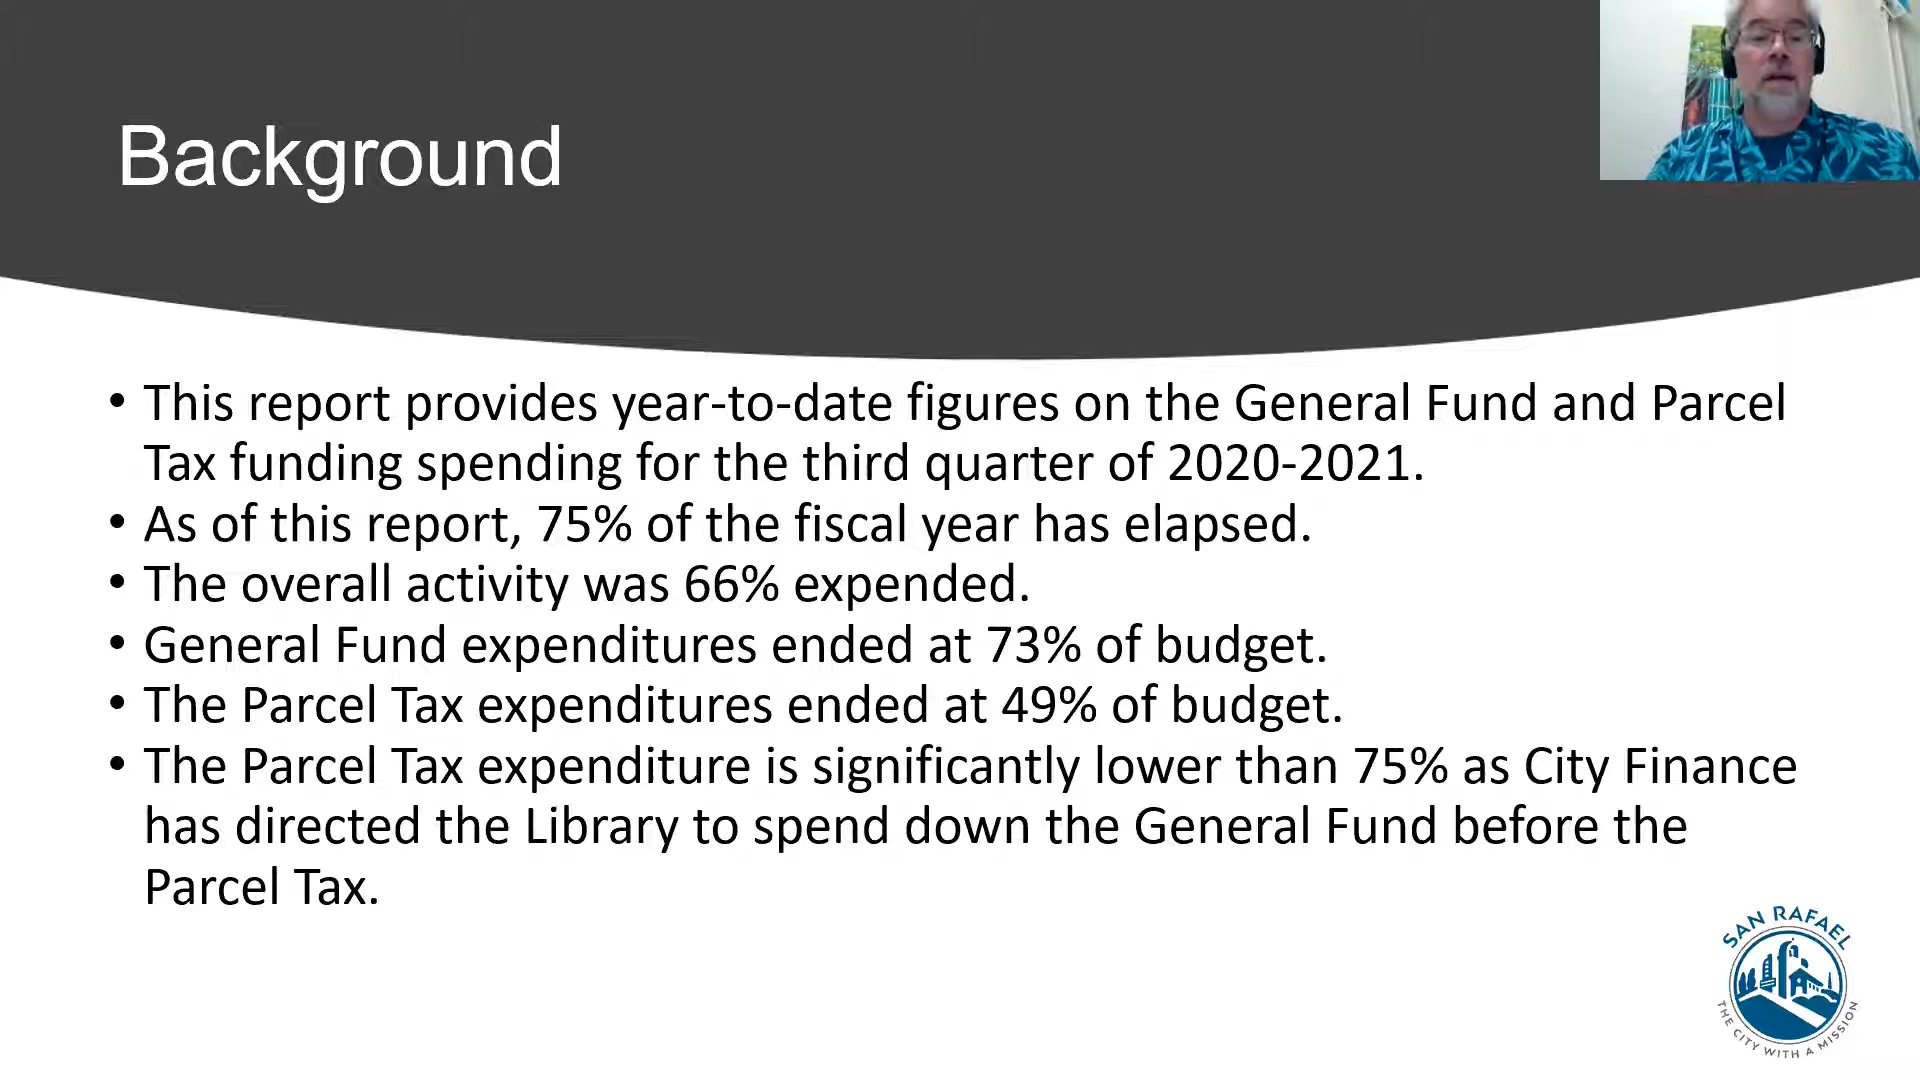 Background
• This report provides year-to-date figures on the General Fund and Parcel
Tax funding spending for the third quarter of 2020-2021.
• As of this report, 75% of the fiscal year has elapsed.
• The overall activity was 66% expended.
• General Fund expenditures ended at 73% of budget.
• The Parcel Tax expenditures ended at 49% of budget.
• The Parcel Tax expenditure is significantly lower than 75% as City Finance
has directed the Library to spend down the General Fund before the
Parcel Tax.
SAN RAFAEL
THE CITY WITH A MISSION